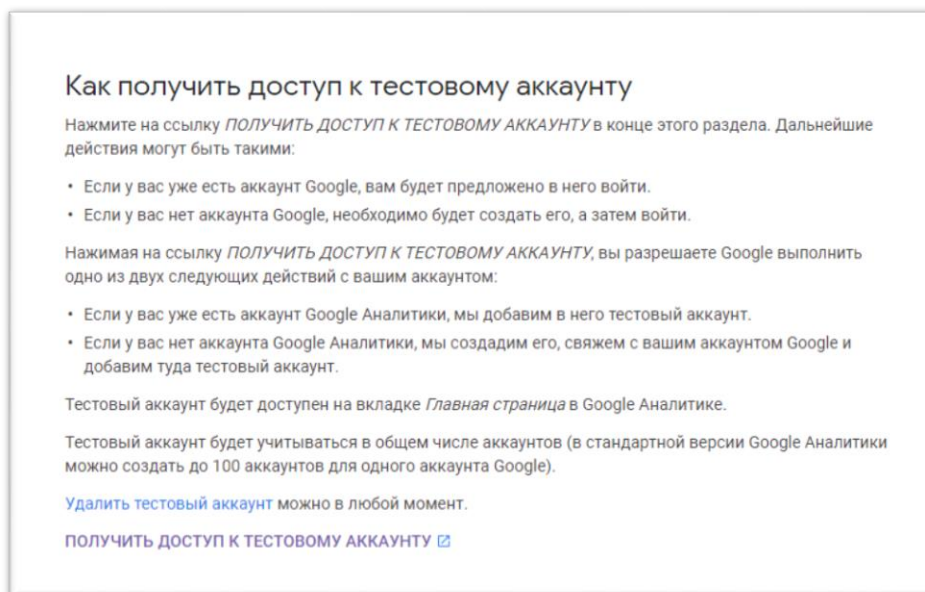 Как получить доступ к тестовому аккаунту
Нажмите на ссылку ПОЛУЧИТЬ ДОСТУП К ТЕСТОВОМУ АККАУНТУ в конце этого раздела. Дальнейшие
действия могут быть такими:
• Если у вас уже есть аккаунт Google, вам будет предложено в него войти.
• Если у вас нет аккаунта Google, необходимо будет создать его, а затем войти.
Нажимая на ссылку ПОЛУЧИТЬ ДОСТУП К ТЕСТОВОМУ АККАУНТУ, вы разрешаете Google выполнить
одно из двух следующих действий с вашим аккаунтом:
• Если у вас уже есть аккаунт Google Аналитики, мы добавим в него тестовый аккаунт.
• Если у вас нет аккаунта Google Аналитики, мы создадим его, свяжем с вашим аккаунтом Google и
добавим туда тестовый аккаунт.
Тестовый аккаунт будет доступен на вкладке Главная страница в Google Аналитике.
Тестовый аккаунт будет учитываться в общем числе аккаунтов (в стандартной версии Google Аналитики
можно создать до 100 аккаунтов для одного аккаунта Google).
Удалить тестовый аккаунт можно в любой момент.
ПОЛУЧИТЬ ДОСТУП К ТЕСТОВОМУ АККАУНТУ